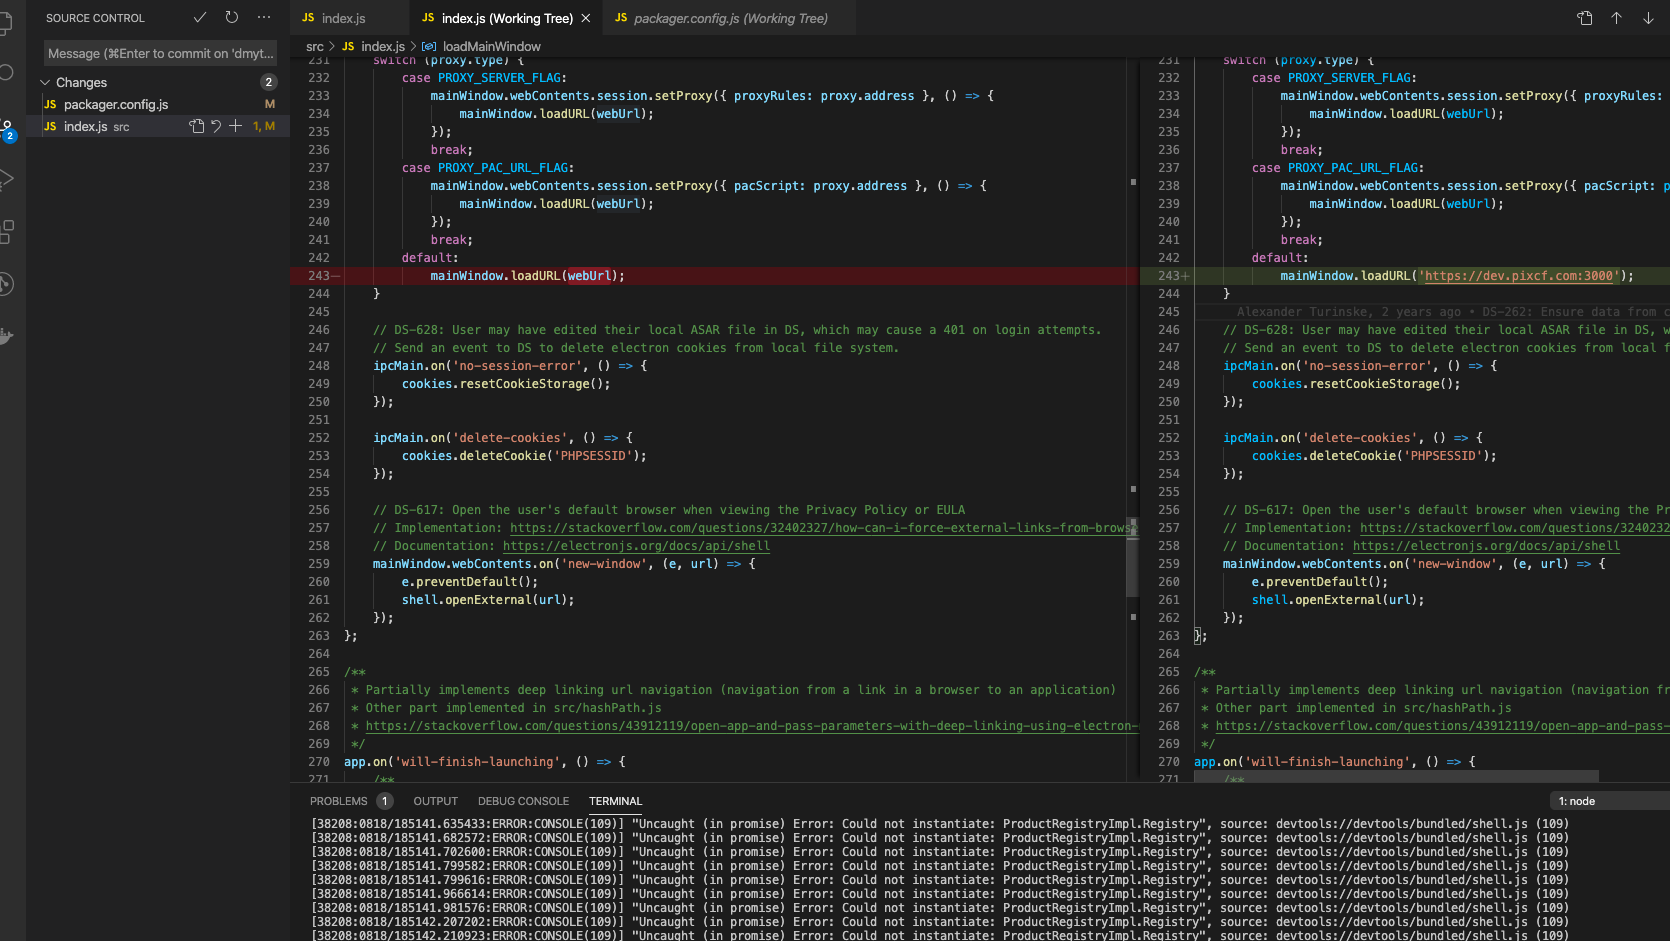 SOURCE CONTROL
Message (⌘Enter to commit on 'dmyt...
Changes 2
JS packager.config.js M
JS index.js src 1, M
2
JS index.js
JS index.js (Working Tree)
JS packager.config.js (Working Tree)
src > JS index.js > loadMainWindow
231 switch (proxy.type) {
232 case PROXY_SERVER_FLAG:
233 mainWindow.webContents.session.setProxy({ proxyRules: proxy.address }, () => {
234 mainWindow.loadURL(webUrl);
235 });
236 break;
237 case PROXY_PAC_URL_FLAG:
238 mainWindow.webContents.session.setProxy({ pacScript: proxy.address }, () => {
239 mainWindow.loadURL(webUrl);
240 });
241 break;
242 default:
243— mainWindow.loadURL(webUrl);
244 }
245
246 // DS-628: User may have edited their local ASAR file in DS, which may cause a 401 on login attempts.
247 // Send an event to DS to delete electron cookies from local file system.
248 ipcMain.on('no-session-error', () => {
249 cookies.resetCookieStorage();
250 });
251
252 ipcMain.on('delete-cookies', () => {
253 cookies.deleteCookie('PHPSESSID');
254 });
255
256 // DS-617: Open the user's default browser when viewing the Privacy Policy or EULA
257 // Implementation: https://stackoverflow.com/questions/32402327/how-can-i-force-external-links-from-brows
258 // Documentation: https://electronjs.org/docs/api/shell
259 mainWindow.webContents.on('new-window', (e, url) => {
260 e.preventDefault();
261 shell.openExternal(url);
262 });
263 };
264
265 /**
266 * Partially implements deep linking url navigation (navigation from a link in a browser to an application)
267 * Other part implemented in src/hashPath.js
268 * https://stackoverflow.com/questions/43912119/open-app-and-pass-parameters-with-deep-linking-using-electron-
269 */
270 app.on('will-finish-launching', () => {
271 /**
231 switch (proxy.type) {
232 case PROXY_SERVER_FLAG:
233 mainWindow.webContents.session.setProxy({ proxyRules:
234 mainWindow.loadURL(webUrl);
235 });
236 break;
237 case PROXY_PAC_URL_FLAG:
238 mainWindow.webContents.session.setProxy({ pacScript: p
239 mainWindow.loadURL(webUrl);
240 });
241 break;
242 default:
243+ mainWindow.loadURL('https://dev.pixcf.com:3000');
244 }
245 Alexander Turinske, 2 years ago • DS-262: Ensure data from c
246 // DS-628: User may have edited their local ASAR file in DS, w
247 // Send an event to DS to delete electron cookies from local f
248 ipcMain.on('no-session-error', () => {
249 cookies.resetCookieStorage();
250 });
251
252 ipcMain.on('delete-cookies', () => {
253 cookies.deleteCookie('PHPSESSID');
254 });
255
256 // DS-617: Open the user's default browser when viewing the Pr
257 // Implementation: https://stackoverflow.com/questions/3240232
258 // Documentation: https://electronjs.org/docs/api/shell
259 mainWindow.webContents.on('new-window', (e, url) => {
260 e.preventDefault();
261 shell.openExternal(url);
262 });
263 };
264
265 /**
266 * Partially implements deep linking url navigation (navigation fr
267 * Other part implemented in src/hashPath.js
268 * https://stackoverflow.com/questions/43912119/open-app-and-pass-
269 */
270 app.on('will-finish-launching', () => {
271 /**
PROBLEMS 1 OUTPUT DEBUG CONSOLE TERMINAL 1: node
[38208:0818/185141.635433:ERROR:CONSOLE(109)] "Uncaught (in promise) Error: Could not instantiate: ProductRegistryImpl.Registry", source: devtools://devtools/bundled/shell.js (109)
[38208:0818/185141.682572:ERROR:CONSOLE(109)] "Uncaught (in promise) Error: Could not instantiate: ProductRegistryImpl.Registry", source: devtools://devtools/bundled/shell.js (109)
[38208:0818/185141.702600:ERROR:CONSOLE(109)] "Uncaught (in promise) Error: Could not instantiate: ProductRegistryImpl.Registry", source: devtools://devtools/bundled/shell.js (109)
[38208:0818/185141.799582:ERROR:CONSOLE(109)] "Uncaught (in promise) Error: Could not instantiate: ProductRegistryImpl.Registry", source: devtools://devtools/bundled/shell.js (109)
[38208:0818/185141.799616:ERROR:CONSOLE(109)] "Uncaught (in promise) Error: Could not instantiate: ProductRegistryImpl.Registry", source: devtools://devtools/bundled/shell.js (109)
[38208:0818/185141.966614:ERROR:CONSOLE(109)] "Uncaught (in promise) Error: Could not instantiate: ProductRegistryImpl.Registry", source: devtools://devtools/bundled/shell.js (109)
[38208:0818/185141.981576:ERROR:CONSOLE(109)] "Uncaught (in promise) Error: Could not instantiate: ProductRegistryImpl.Registry", source: devtools://devtools/bundled/shell.js (109)
[38208:0818/185142.207202:ERROR:CONSOLE(109)] "Uncaught (in promise) Error: Could not instantiate: ProductRegistryImpl.Registry", source: devtools://devtools/bundled/shell.js (109)
[38208:0818/185142.210923:ERROR:CONSOLE(109)] "Uncaught (in promise) Error: Could not instantiate: ProductRegistryImpl.Registry", source: devtools://devtools/bundled/shell.js (109)